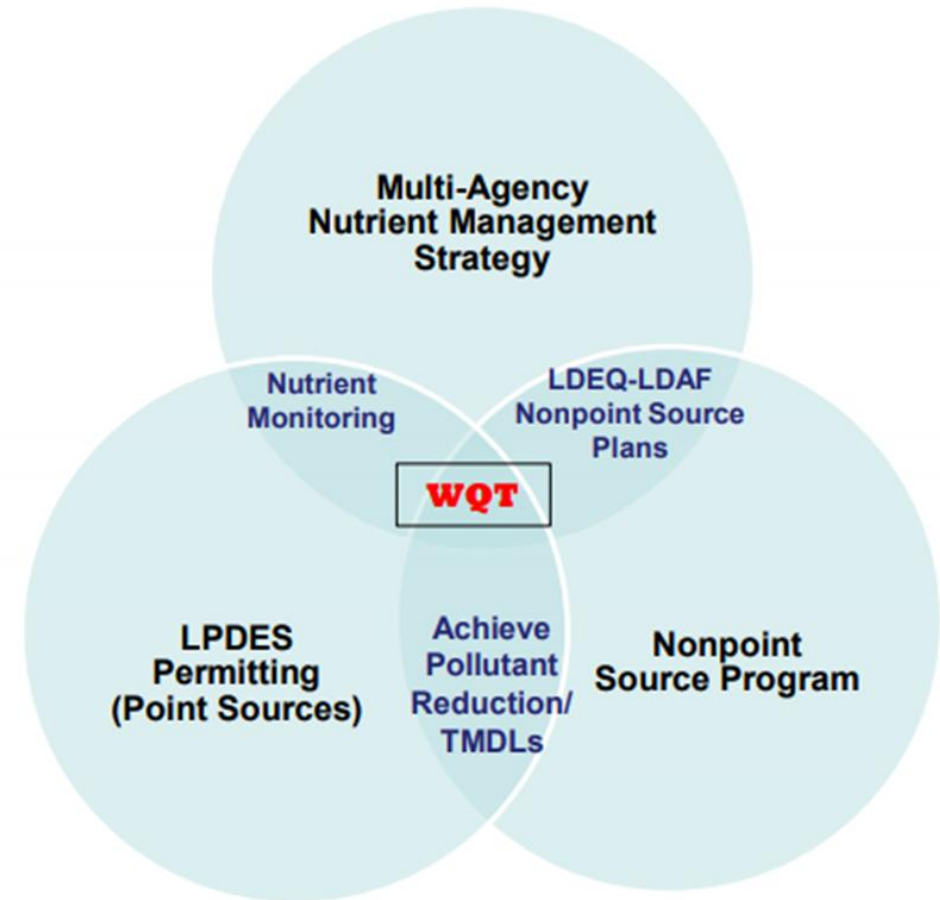 Multi-Agency
Nutrient Management
Strategy
Nutrient
Monitoring
LDEQ-LDAF
Nonpoint Source
Plans
WQT
LPDES
Permitting
(Point Sources)
Achieve
Pollutant
Reduction/
TMDLs
Nonpoint
Source Program